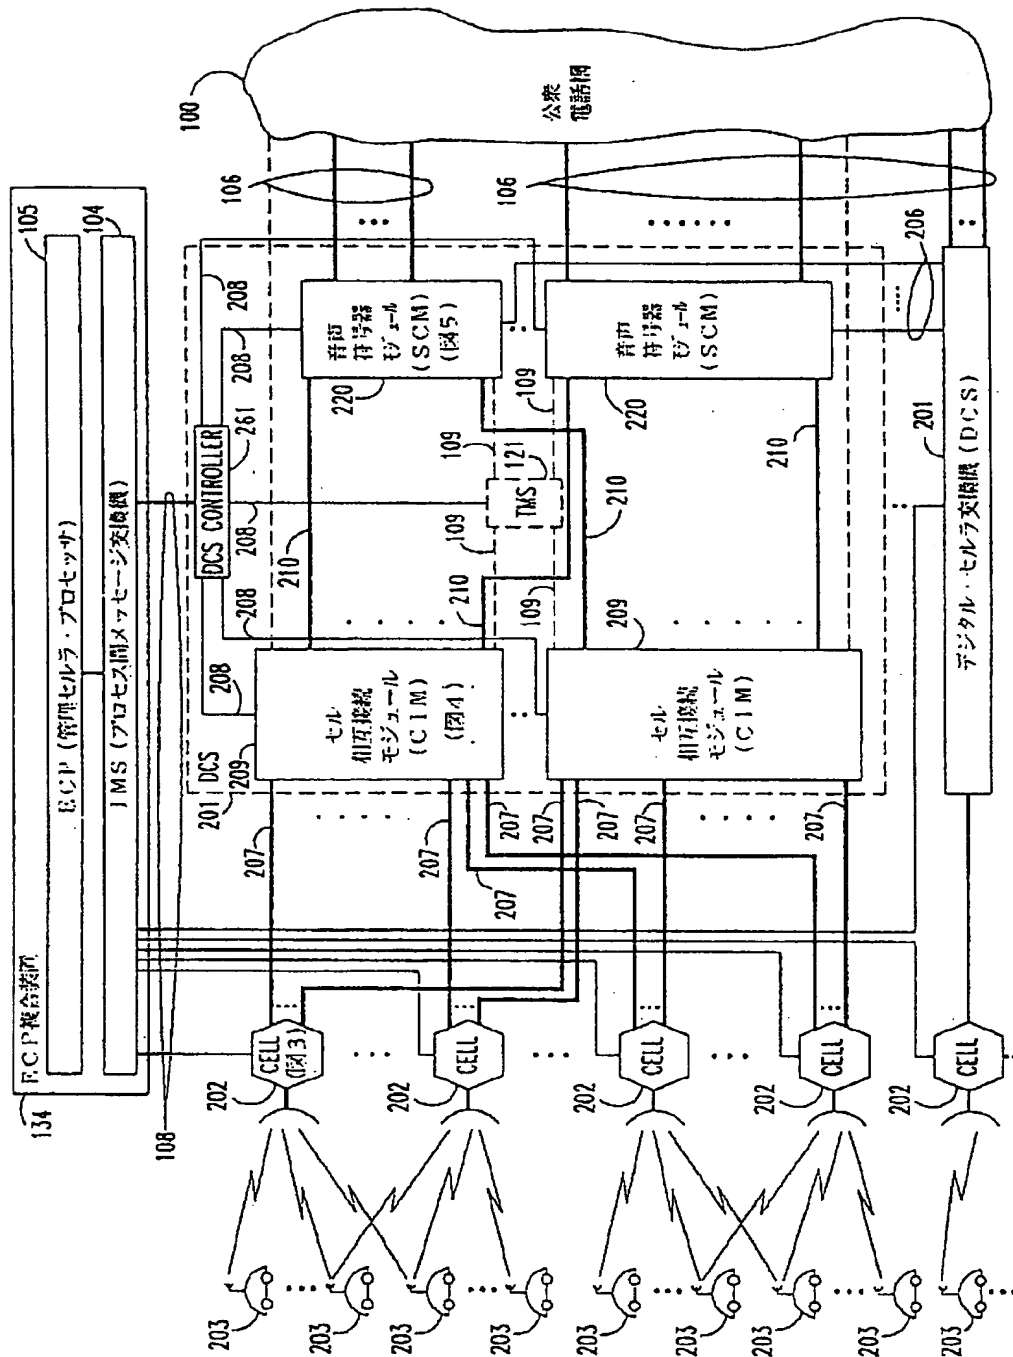 134
ECP複合装置
ECP(管理セルラ・プロセッサ)
105
IMS(プロセス間メッセージ交換機)
104
108
100
公衆
電話網
106
106
206
201 DCS
DCS CONTROLLER
261
208
208
208
208
208
208
209
セル
相互接続
モジュール
(CIM)
(図4)
209
セル
相互接続
モジュール
(CIM)
音声
符号器
モジュール
(SCM)
(図5)
220
音声
符号器
モジュール
(SCM)
220
TMS
121
109
109
109
109
210
210
210
210
207
207
207
207
207
207
207
207
CELL
(図3)
202
CELL
202
CELL
202
CELL
202
CELL
202
203
203
203
203
203
203
203
203
203
デジタル・セルラ交換機(DCS)
201